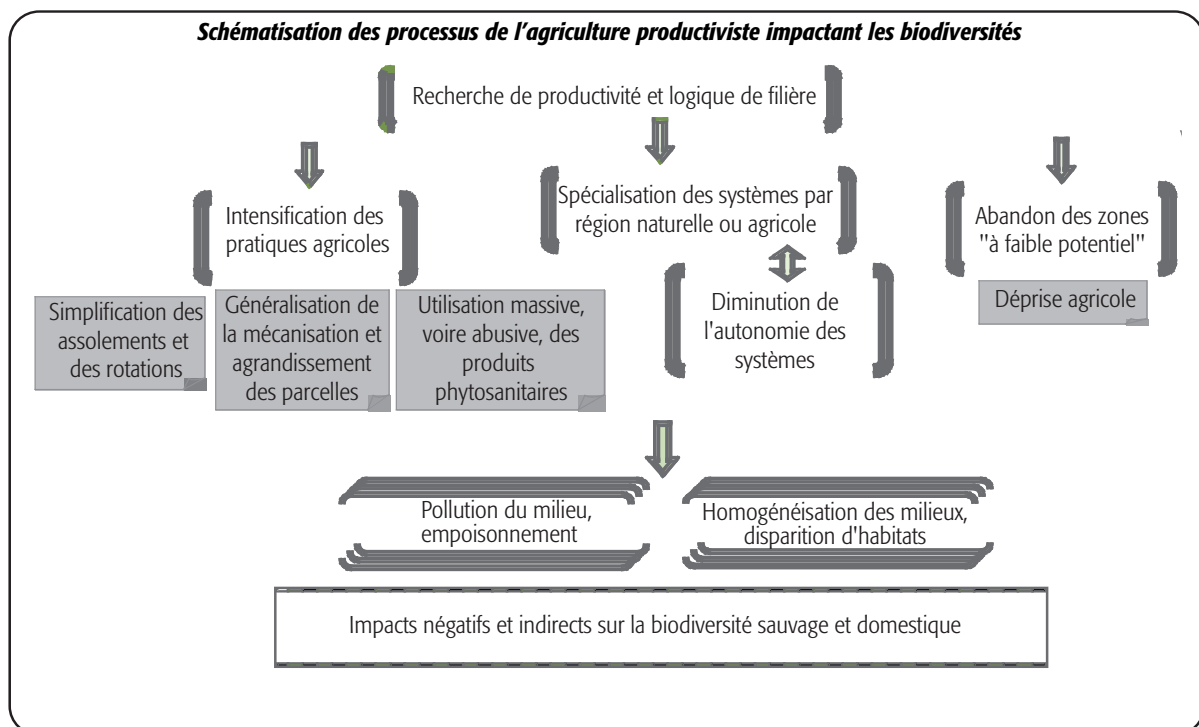 Schématisation des processus de l'agriculture productiviste impactant les biodiversités
Recherche de productivité et logique de filière
Intensification des
pratiques agricoles
Spécialisation des systèmes par
région naturelle ou agricole
Abandon des zones
"à faible potentiel"
Simplification des
assolements et
des rotations
Généralisation de
la mécanisation et
agrandissement
des parcelles
Utilisation massive,
voire abusive, des
produits
phytosanitaires
Diminution de
l'autonomie des
systèmes
Déprise agricole
Pollution du milieu,
empoisonnement
Homogénéisation des milieux,
disparition d'habitats
Impacts négatifs et indirects sur la biodiversité sauvage et domestique